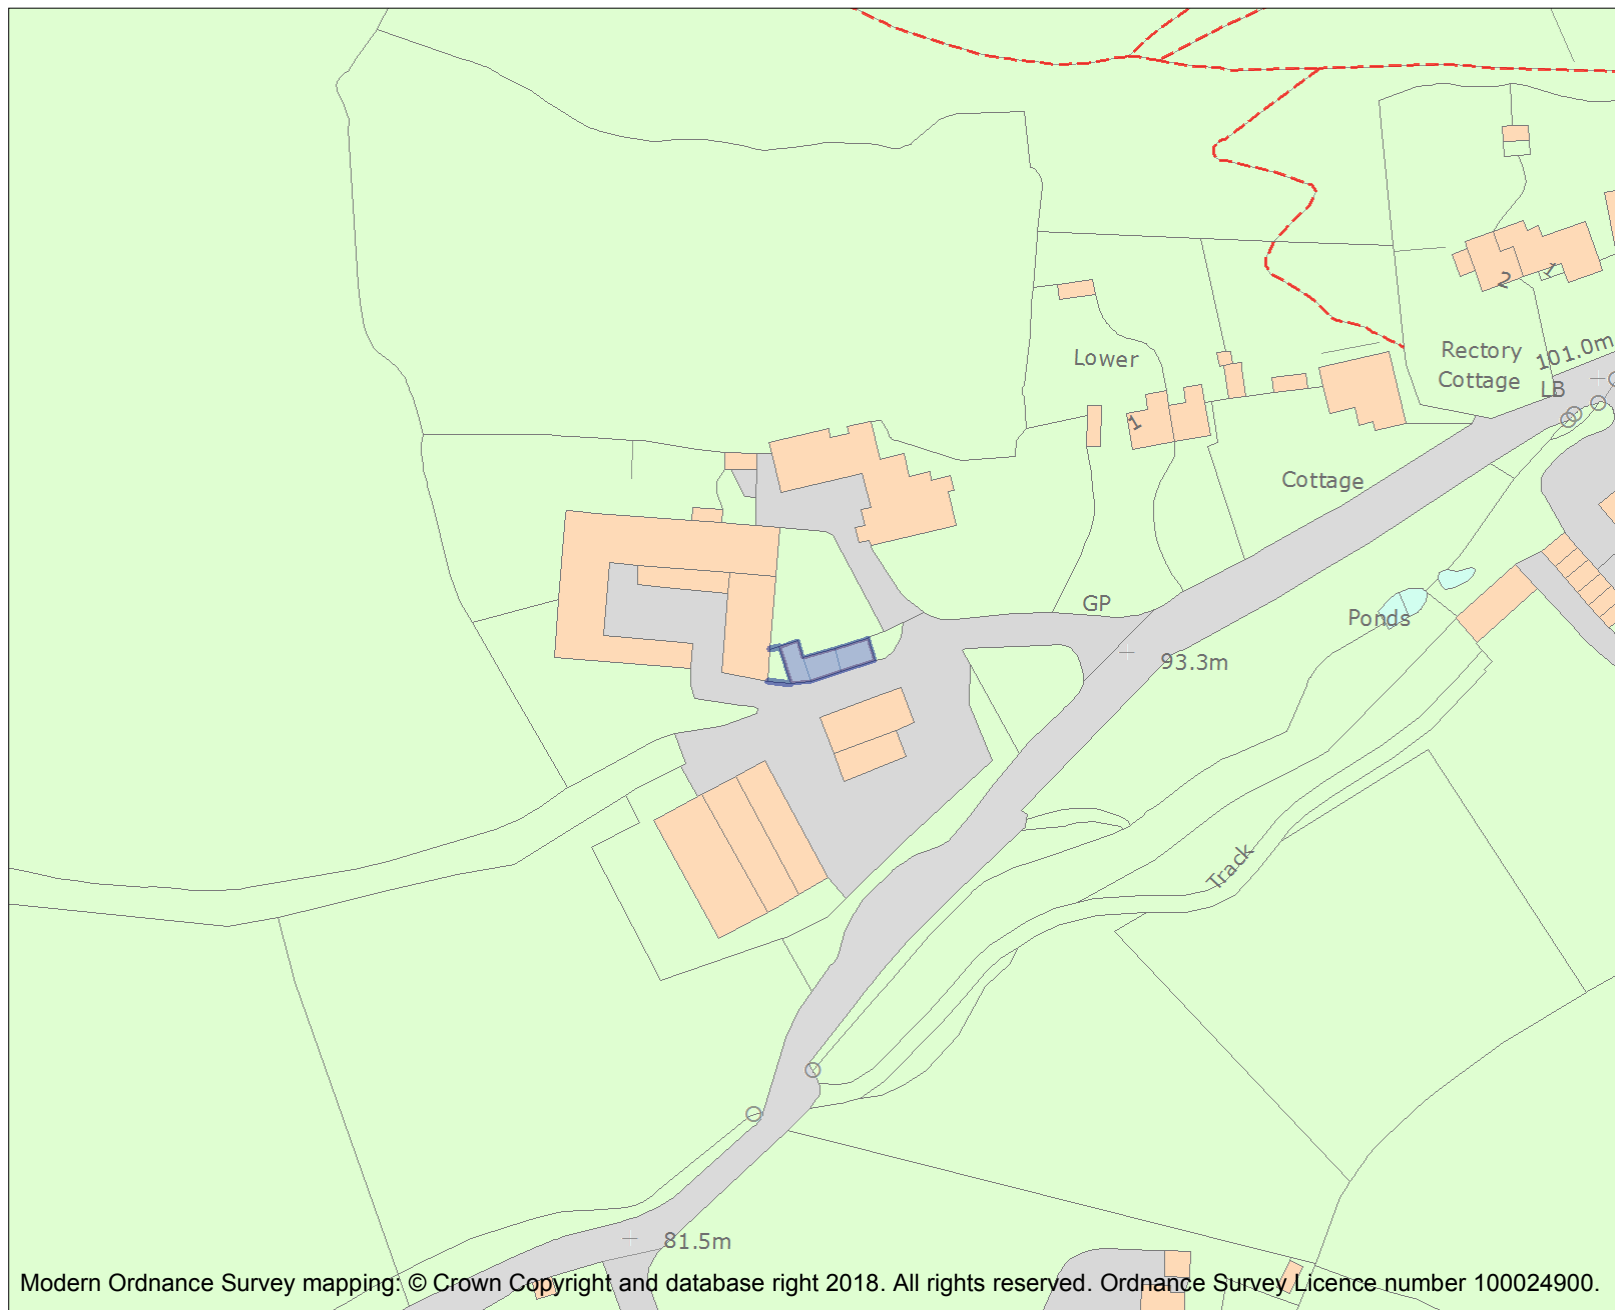 2
1
Rectory
Cottage
101.0m
LB
Lower
1
Cottage
GP
Ponds
93.3m
Track
81.5m
Modern Ordnance Survey mapping: © Crown Copyright and database right 2018. All rights reserved. Ordnance Survey Licence number 100024900.